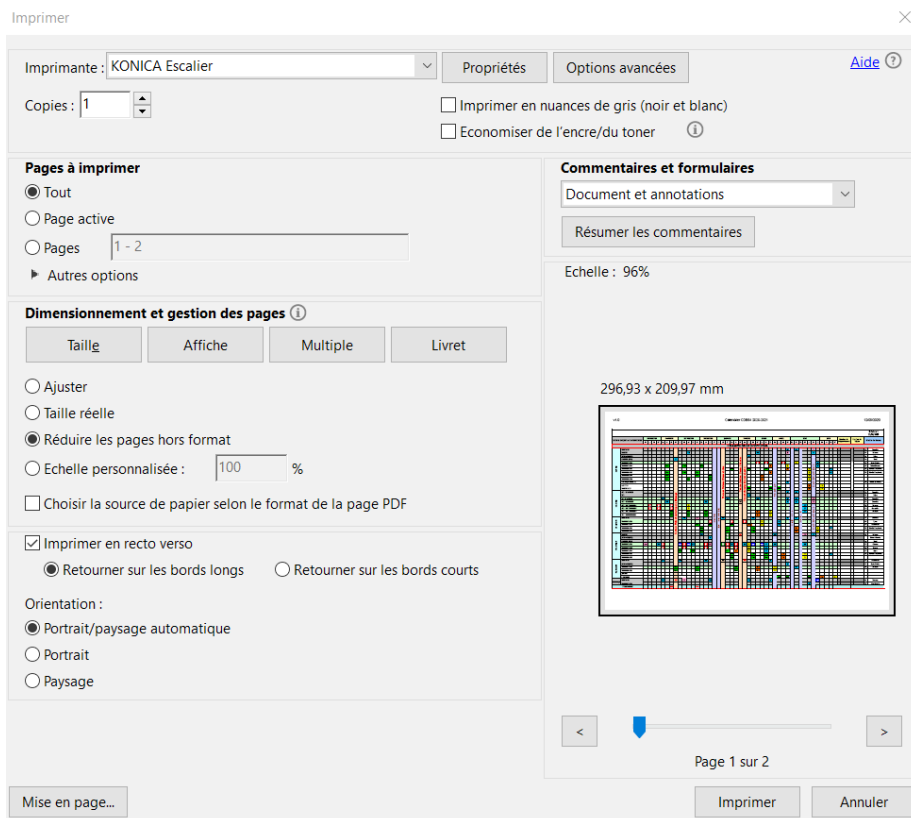 Imprimer
Imprimante : KONICA Escalier Propriétés Options avancées Aide
Copies : 1 Imprimer en nuances de gris (noir et blanc)
Economiser de l'encre/du toner
Pages à imprimer
Tout
Page active
Pages 1 - 2
Autres options
Commentaires et formulaires
Document et annotations
Résumer les commentaires
Echelle : 96%
Dimensionnement et gestion des pages
Taille Affiche Multiple Livret
Ajuster
Taille réelle
Réduire les pages hors format
Echelle personnalisée : 100 %
Choisir la source de papier selon le format de la page PDF
Imprimer en recto verso
Retourner sur les bords longs Retourner sur les bords courts
Orientation :
Portrait/paysage automatique
Portrait
Paysage
296,93 x 209,97 mm
< >
Page 1 sur 2
Mise en page... Imprimer Annuler